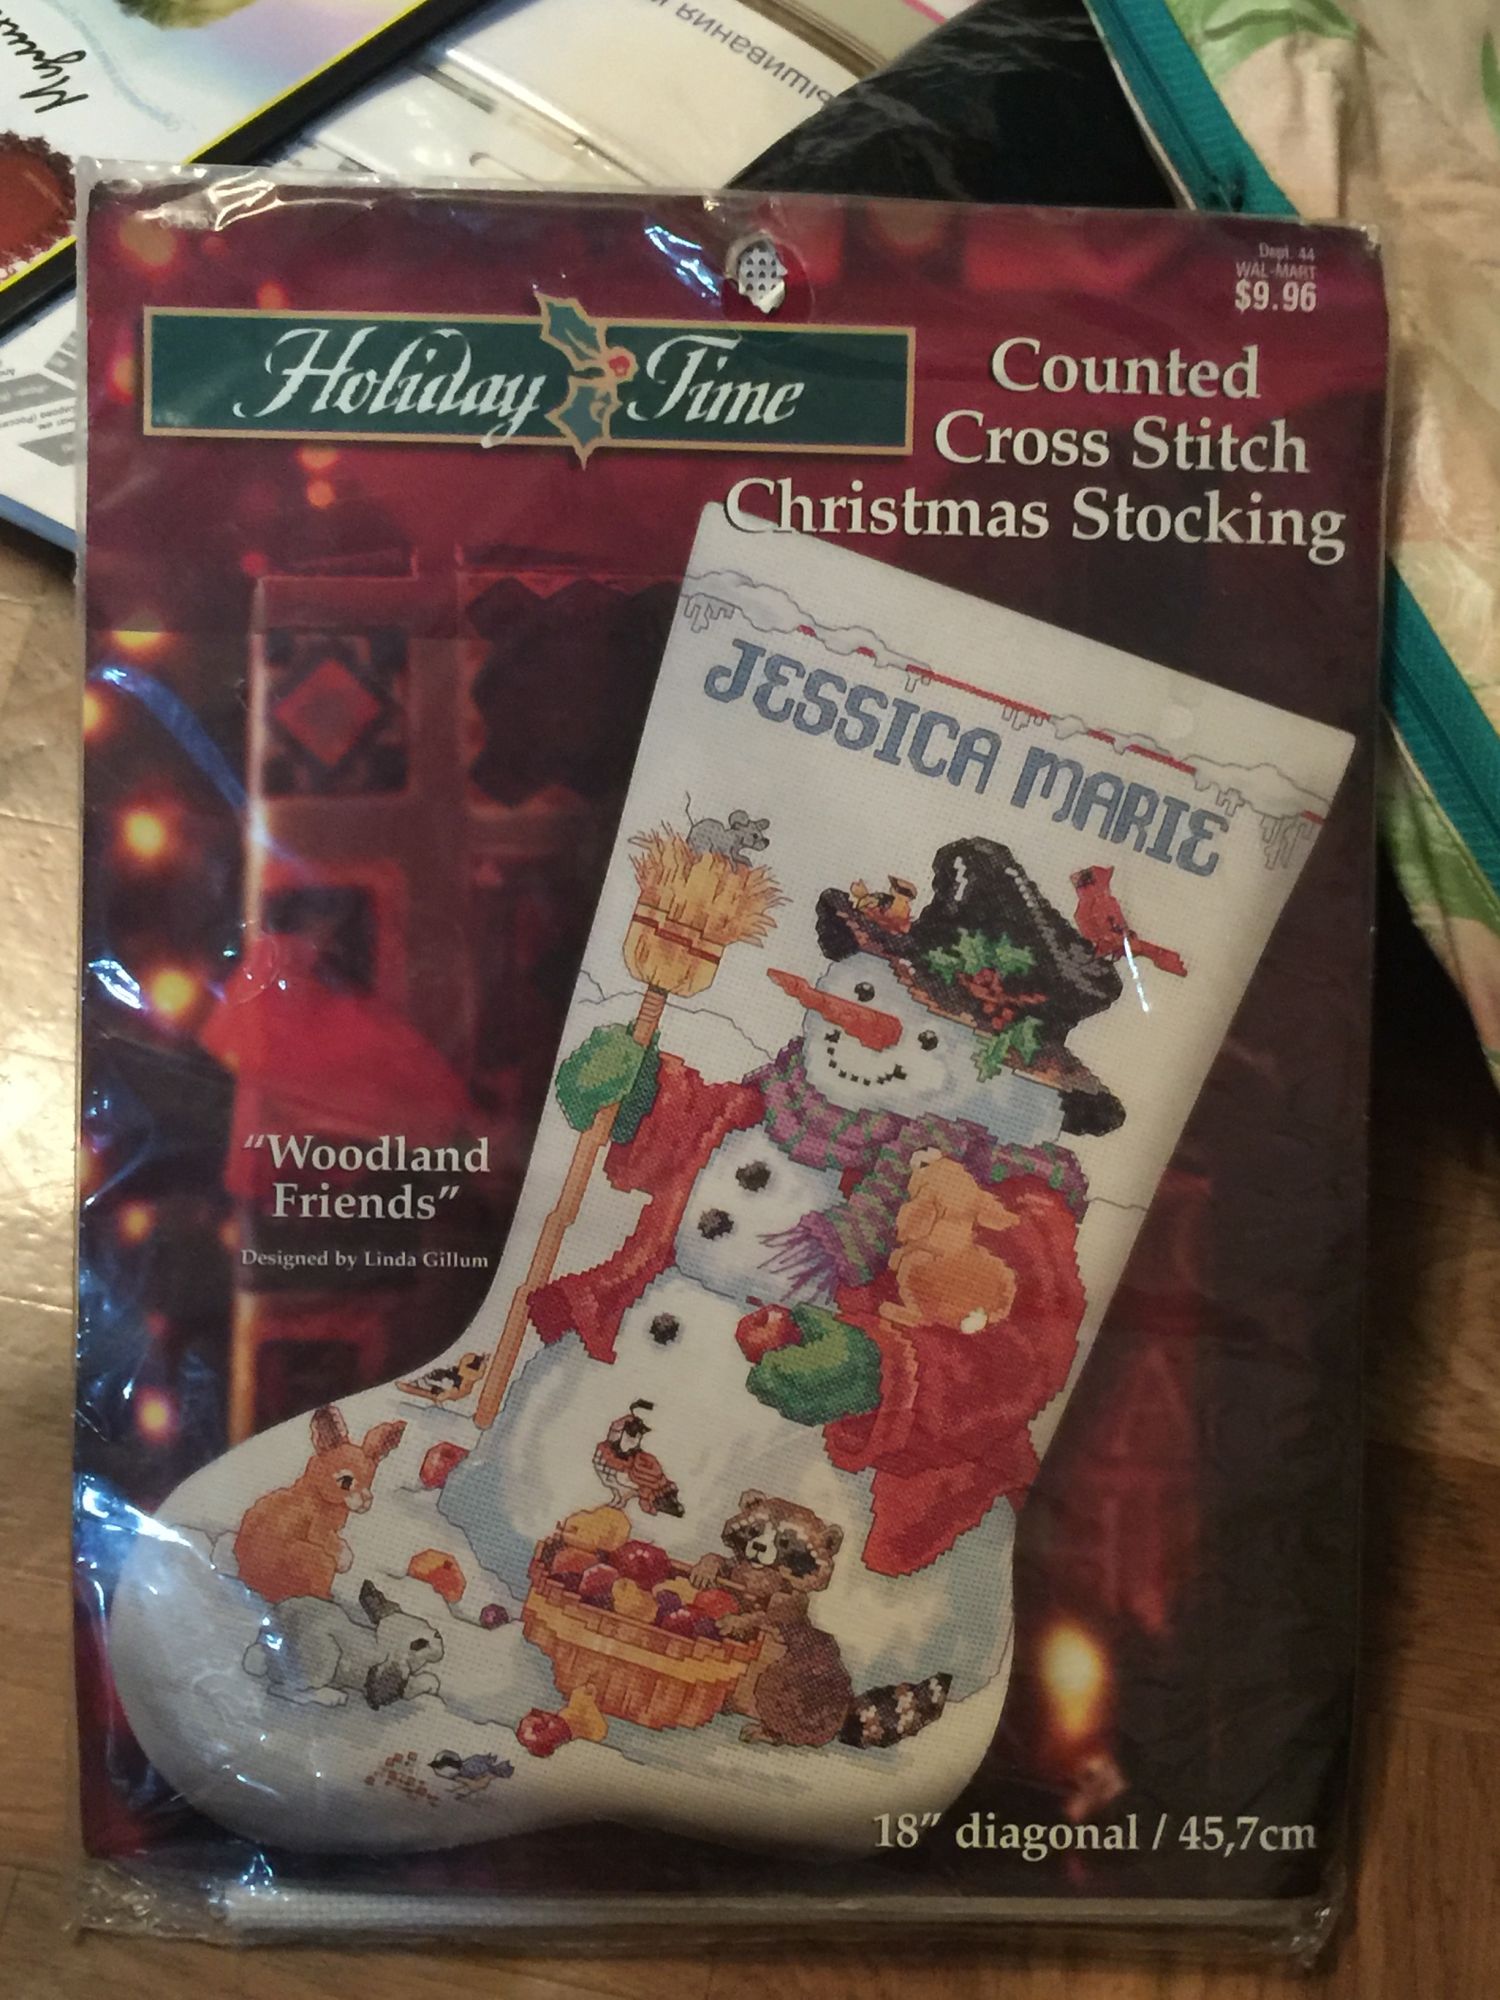 ВЫШИВАНИЯ
Dept. 44
WAL-MART
$9.96
Holiday Time
Counted
Cross Stitch
Christmas Stocking
JESSICA MARIE
"Woodland
Friends"
Designed by Linda Gillum
18" diagonal / 45,7cm